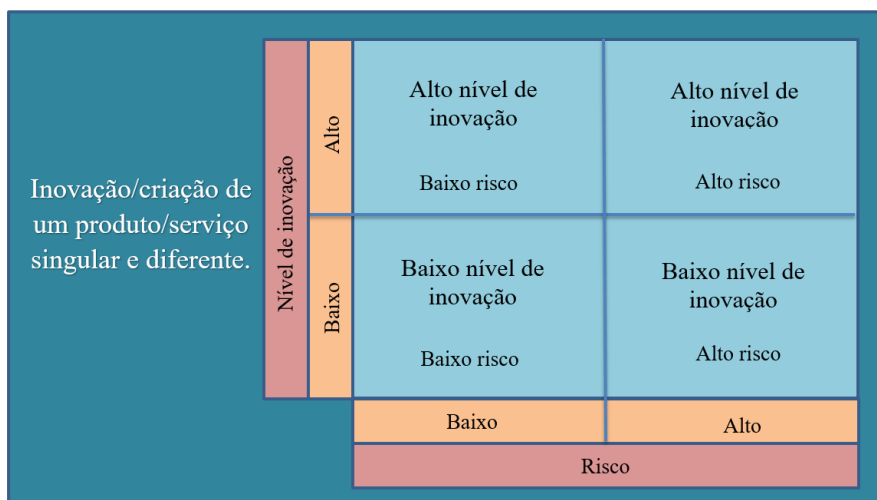 Inovação/criação de
um produto/serviço
singular e diferente.
Nível de inovação
Alto
Baixo
Alto nível de
inovação
Baixo risco
Alto nível de
inovação
Alto risco
Baixo nível de
inovação
Baixo risco
Baixo nível de
inovação
Alto risco
Baixo
Alto
Risco